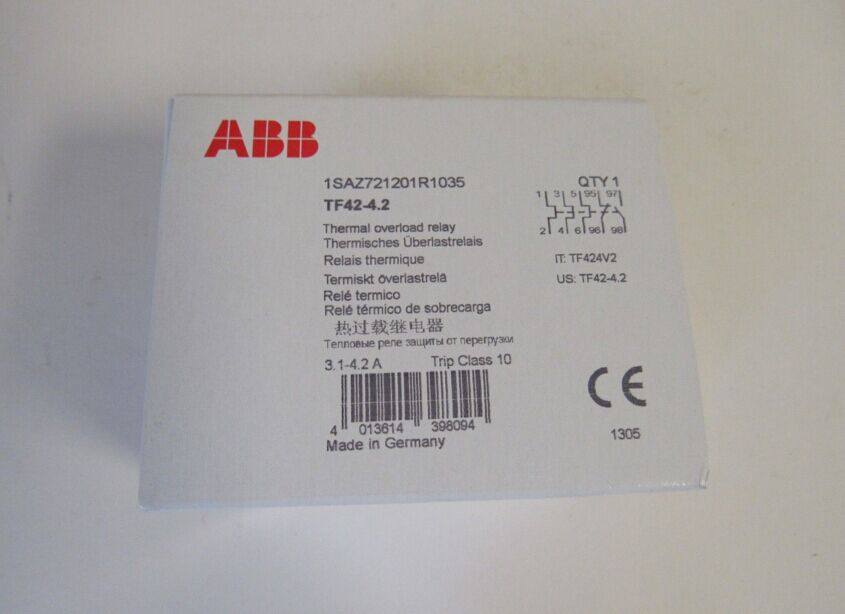 ABB
1SAZ721201R1035
QTY 1
TF42-4.2
1 3 5 95 97
2 4 6 96 98
Thermal overload relay
Thermisches Überlastrelais
Relais thermique
IT: TF424V2
Termiskt överlastrelä
US: TF42-4.2
Relé termico
Relé térmico de sobrecarga
热过载继电器
Тепловые реле защиты от перегрузки
3.1-4.2 A Trip Class 10
CE
4 013614 398094
1305
Made in Germany